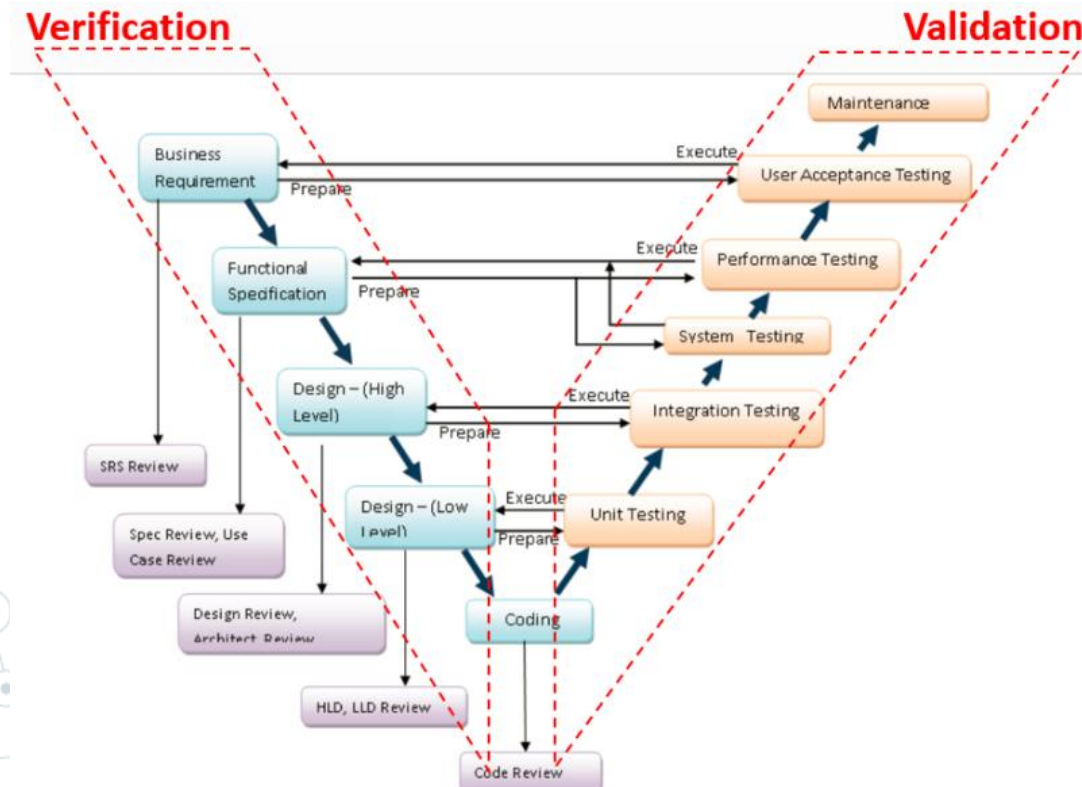 Verification
Validation
Maintenance
Business
Requirement
Execute
Prepare
User Acceptance Testing
Functional
Specification
Execute
Prepare
Performance Testing
System Testing
Design – (High
Level)
Execute
Prepare
Integration Testing
SRS Review
Design – (Low
Level)
Execute
Prepare
Unit Testing
Spec Review, Use
Case Review
Design Review,
Architect Review
Coding
HLD, LLD Review
Code Review